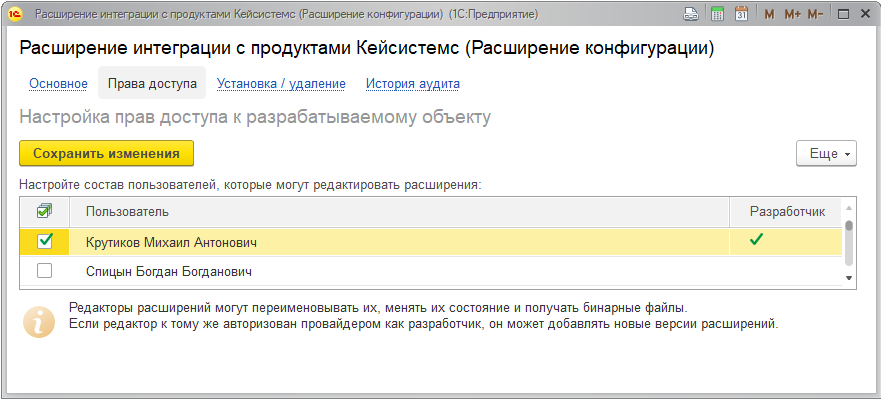 Расширение интеграции с продуктами Кейсистемс (Расширение конфигурации) (1С:Предприятие)
31 M M+ M-
Расширение интеграции с продуктами Кейсистемс (Расширение конфигурации)
Основное Права доступа Установка / удаление История аудита
Настройка прав доступа к разрабатываемому объекту
Сохранить изменения Еще
Настройте состав пользователей, которые могут редактировать расширения:
Пользователь Разработчик
Крутиков Михаил Антонович
Спицын Богдан Богданович
Редакторы расширений могут переименовывать их, менять их состояние и получать бинарные файлы.
Если редактор к тому же авторизован провайдером как разработчик, он может добавлять новые версии расширений.